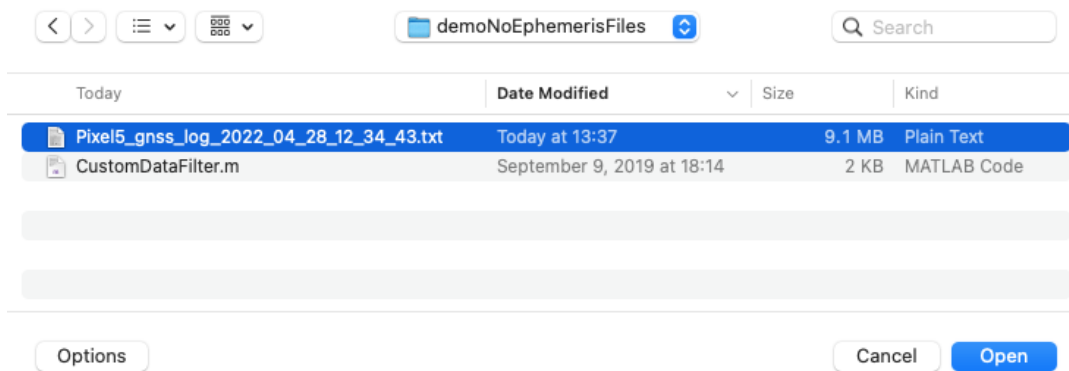 demoNoEphemerisFiles Search
Today Date Modified Size Kind
Pixel5_gnss_log_2022_04_28_12_34_43.txt Today at 13:37 9.1 MB Plain Text
CustomDataFilter.m September 9, 2019 at 18:14 2 KB MATLAB Code
Options Cancel Open